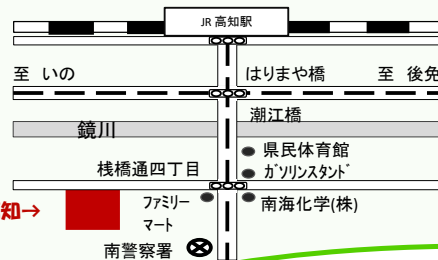 JR 高知駅
至 いの
はりまや橋
至 後免
潮江橋
鏡川
県民体育館
桟橋通四丁目
ｶﾞｿﾘﾝｽﾀﾝﾄﾞ
知→
ファミリー
マート
南海化学(株)
南警察署